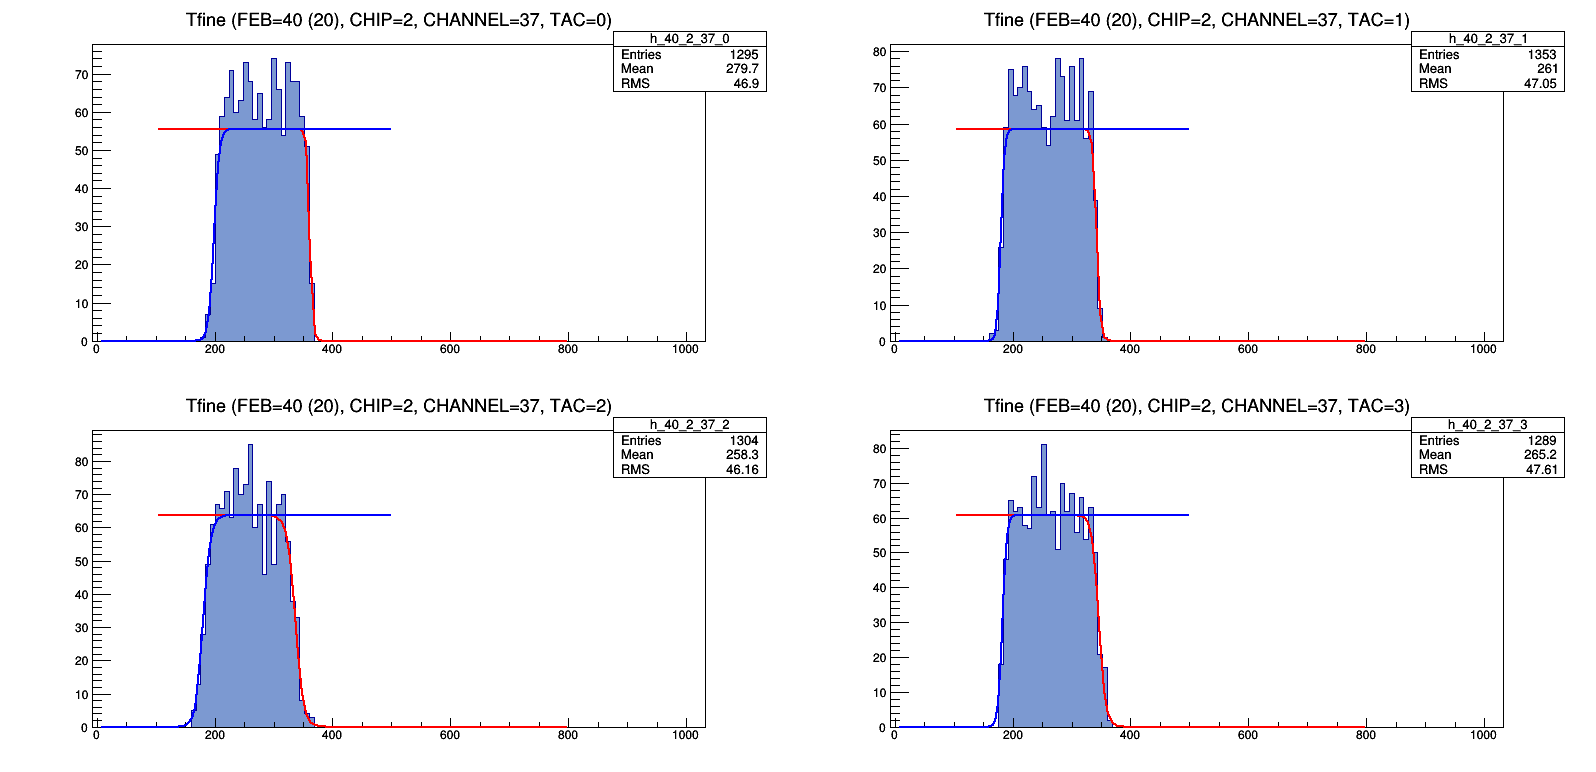 Tfine (FEB=40 (20), CHIP=2, CHANNEL=37, TAC=0)
h_40_2_37_0
Entries 1295
Mean 279.7
RMS 46.9
70
60
50
40
30
20
10
0
0 200 400 600 800 1000
Tfine (FEB=40 (20), CHIP=2, CHANNEL=37, TAC=1)
h_40_2_37_1
Entries 1353
Mean 261
RMS 47.05
80
70
60
50
40
30
20
10
0
0 200 400 600 800 1000
Tfine (FEB=40 (20), CHIP=2, CHANNEL=37, TAC=2)
h_40_2_37_2
Entries 1304
Mean 258.3
RMS 46.16
80
70
60
50
40
30
20
10
0
0 200 400 600 800 1000
Tfine (FEB=40 (20), CHIP=2, CHANNEL=37, TAC=3)
h_40_2_37_3
Entries 1289
Mean 265.2
RMS 47.61
80
70
60
50
40
30
20
10
0
0 200 400 600 800 1000